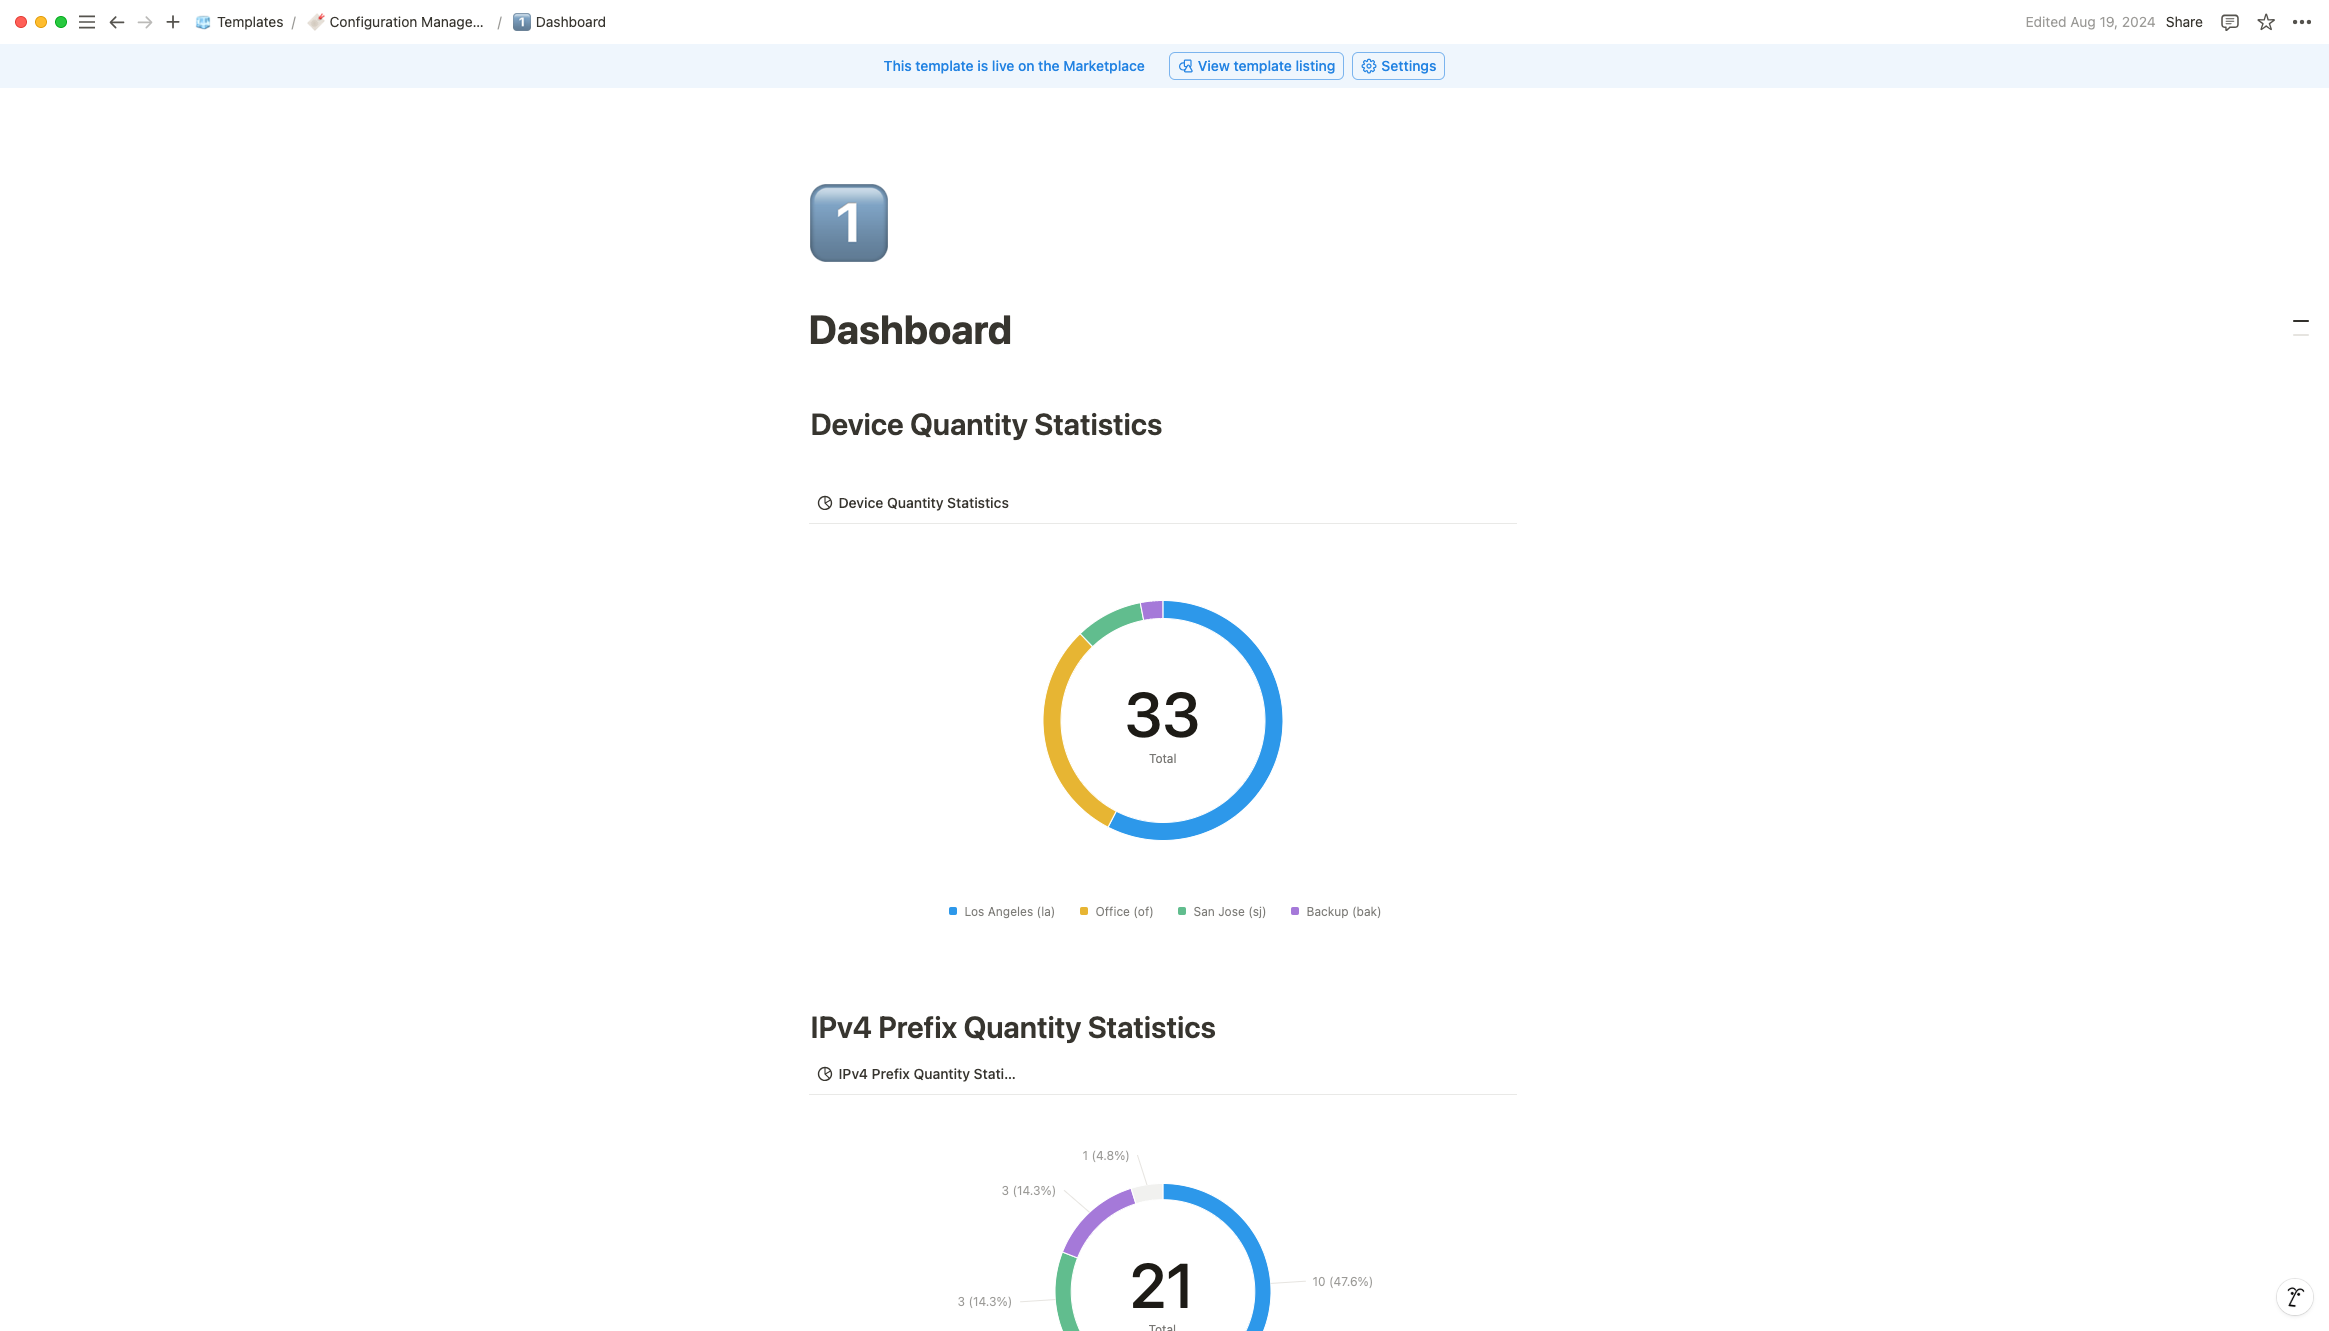 Templates / Configuration Manage... / 1 Dashboard
Edited Aug 19, 2024 Share
This template is live on the Marketplace View template listing Settings
1
Dashboard
Device Quantity Statistics
Device Quantity Statistics
33
Total
Los Angeles (la) Office (of) San Jose (sj) Backup (bak)
IPv4 Prefix Quantity Statistics
IPv4 Prefix Quantity Stati...
1 (4.8%)
3 (14.3%)
10 (47.6%)
3 (14.3%)
21
Total